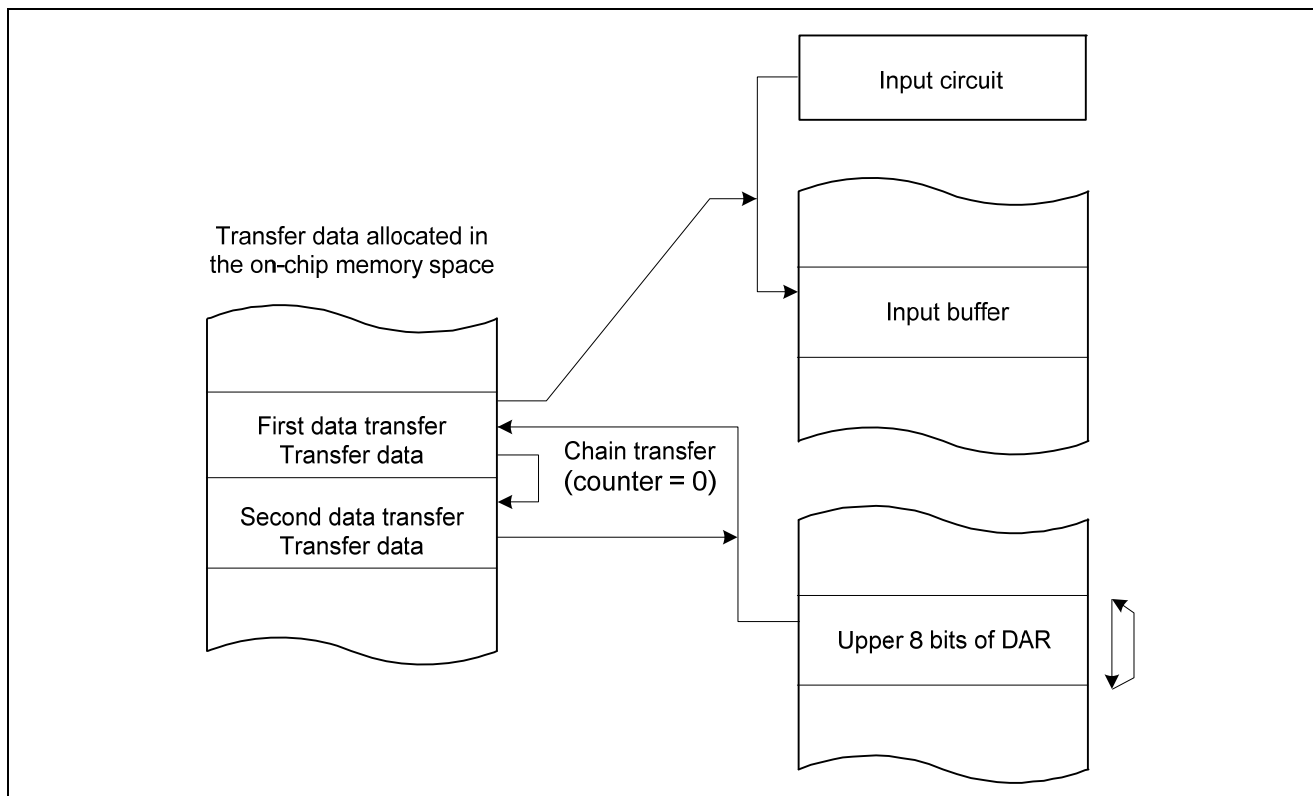 Input circuit
Transfer data allocated in
the on-chip memory space
Input buffer
First data transfer
Transfer data
Chain transfer
(counter = 0)
Second data transfer
Transfer data
Upper 8 bits of DAR